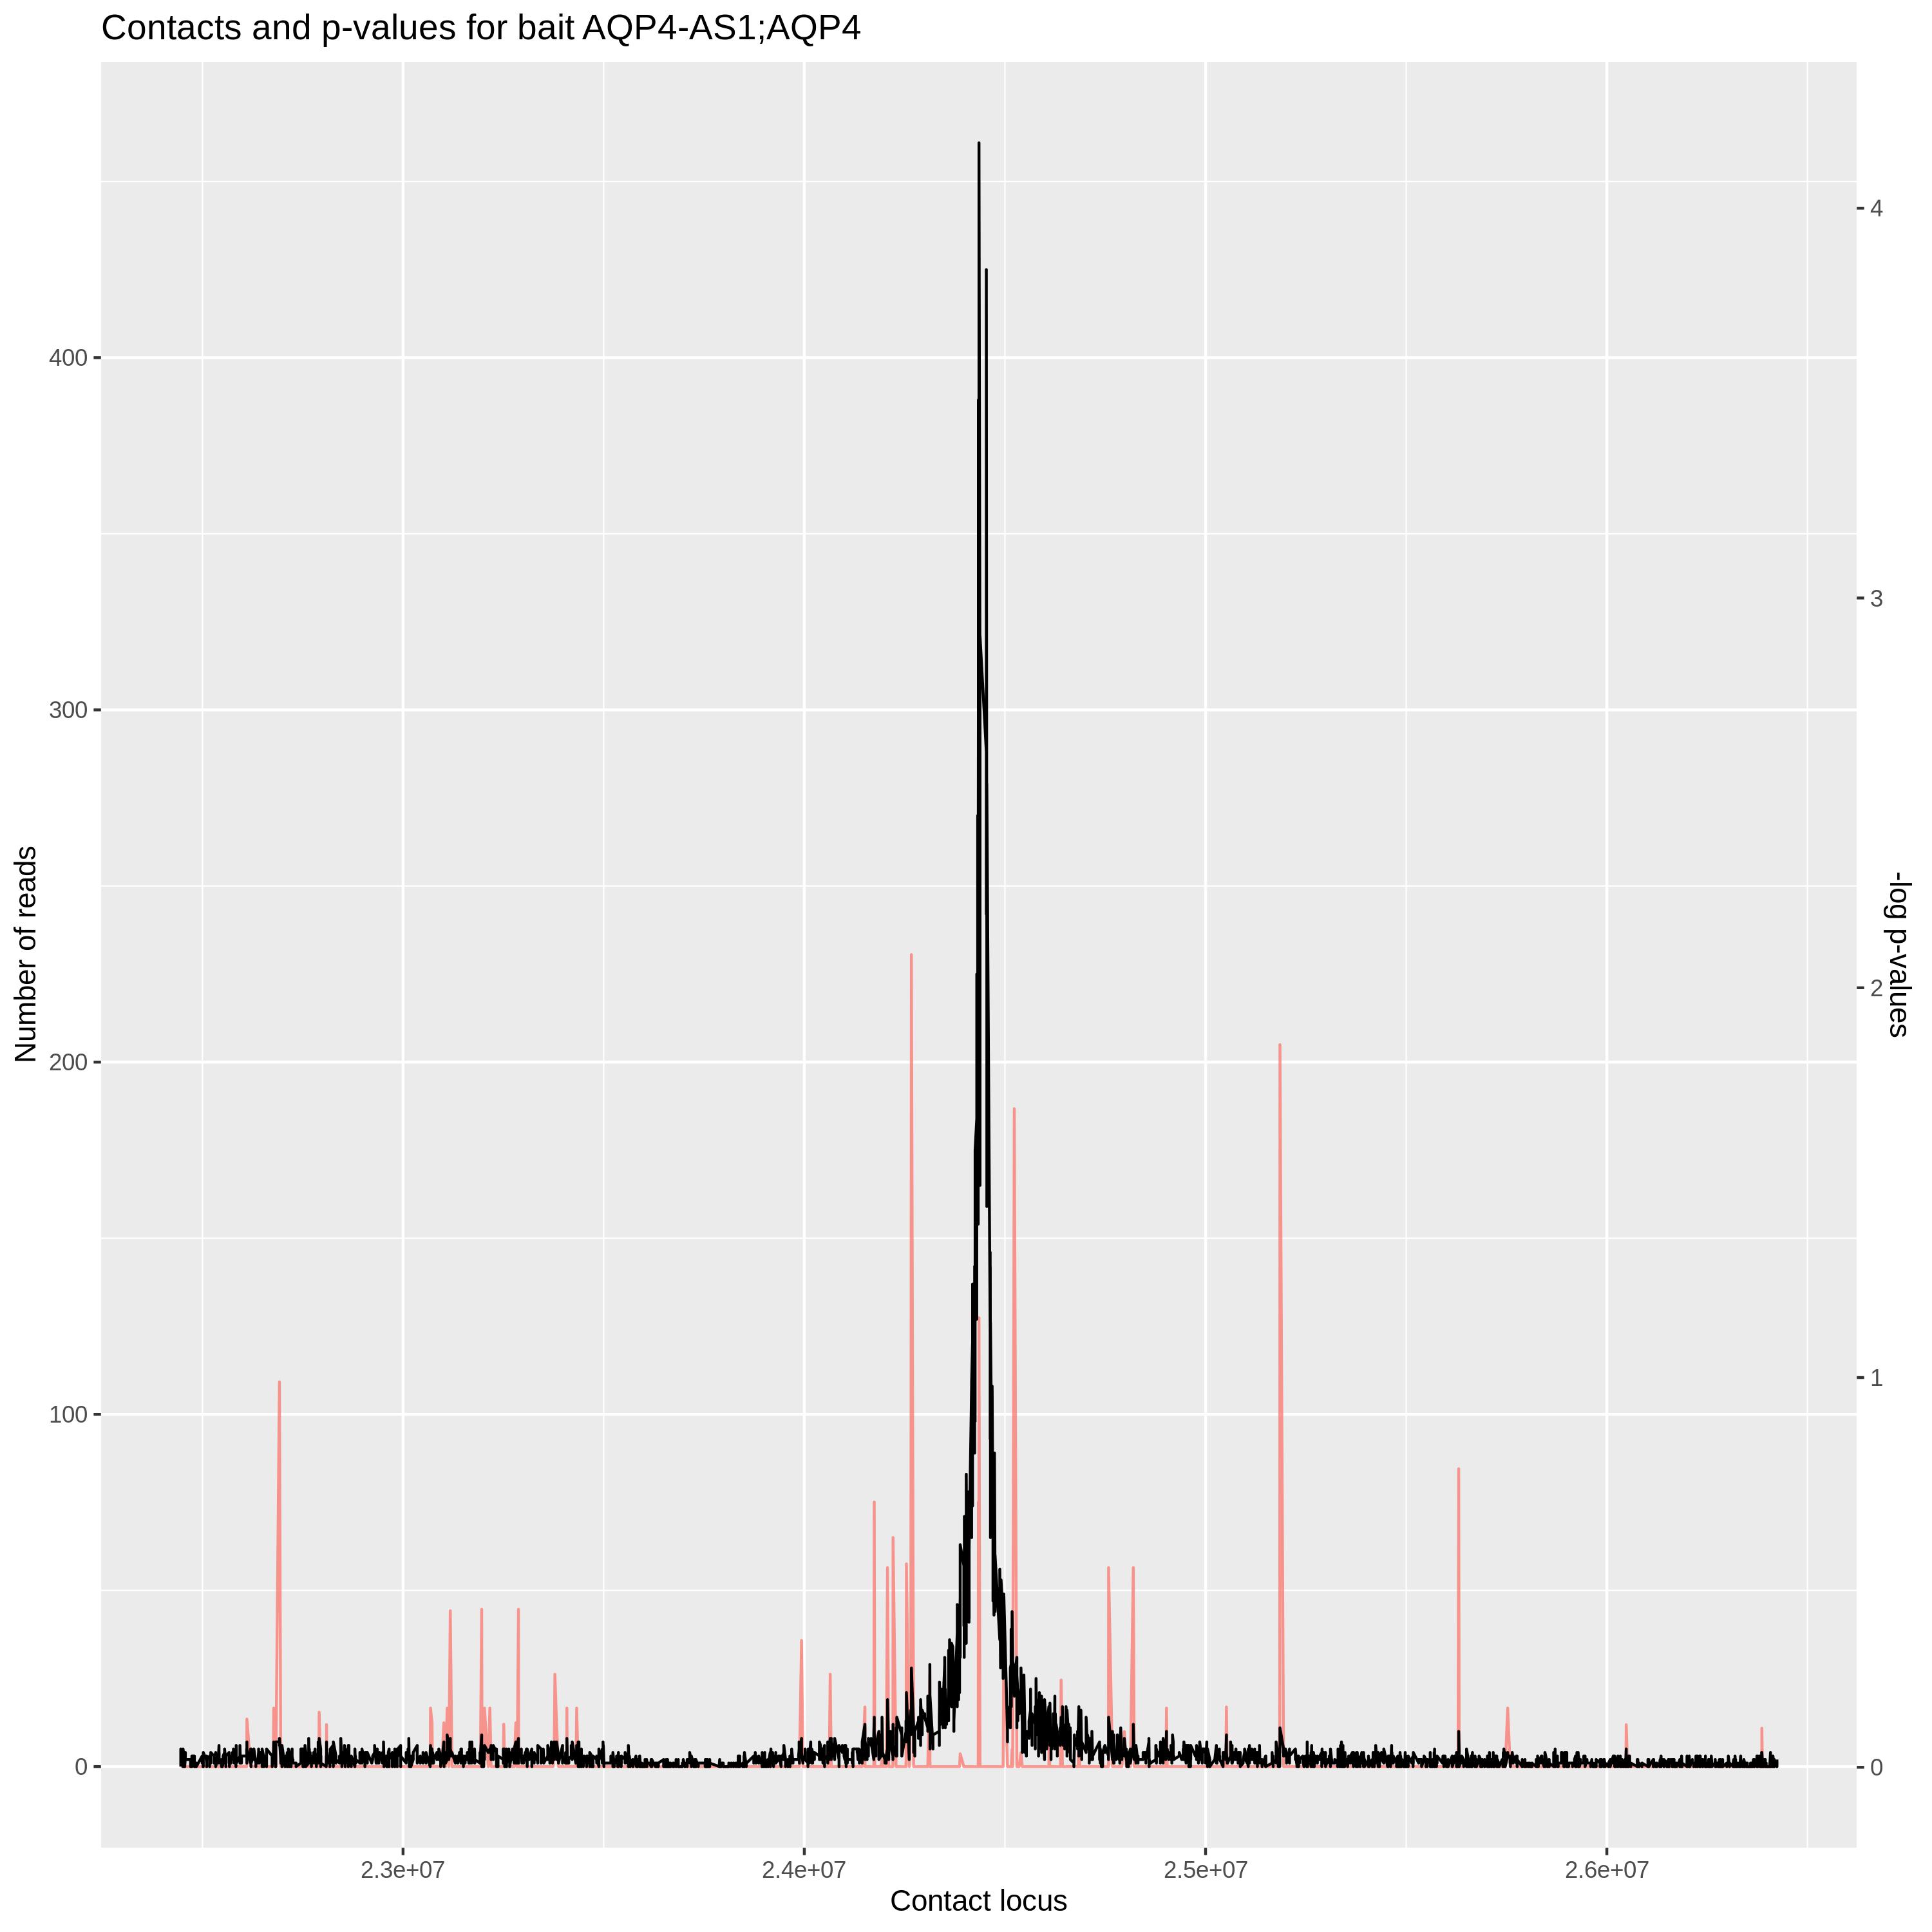 Contacts and p-values for bait AQP4-AS1;AQP4
Number of reads
400
300
200
100
0
4
3
2
1
0
-log p-values
2.3e+07
2.4e+07
2.5e+07
2.6e+07
Contact locus